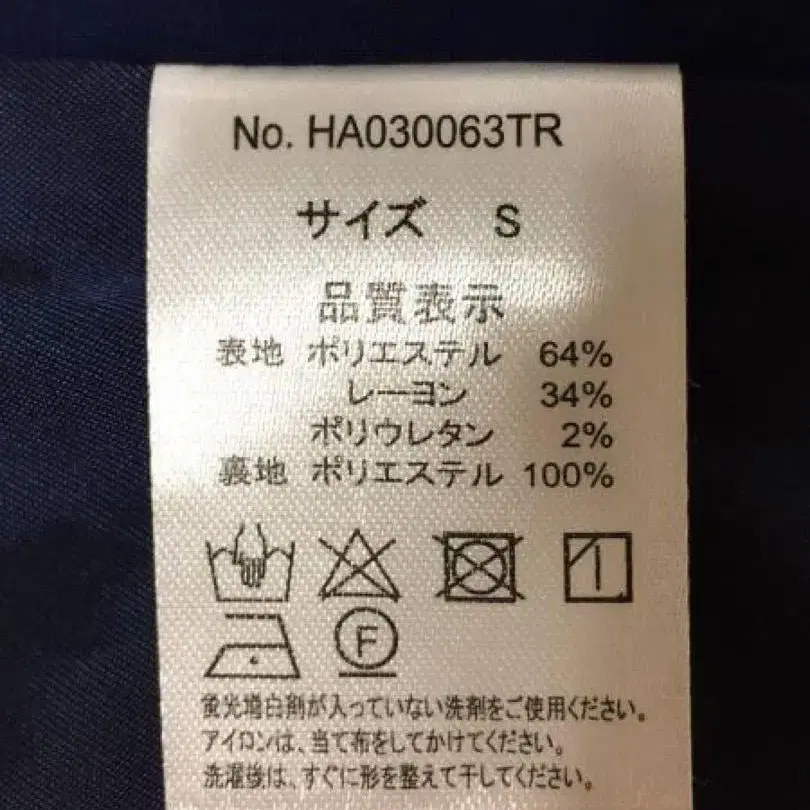 No. HA030063TR
サイズ S
品質表示
表地 ポリエステル 64%
レーヨン 34%
ポリウレタン 2%
裏地 ポリエステル 100%
F
蛍光増白剤が入っていない洗剤をご使用ください。
アイロンは、当て布をしてかけてください。
洗濯後は、すぐに形を整えて干してください。